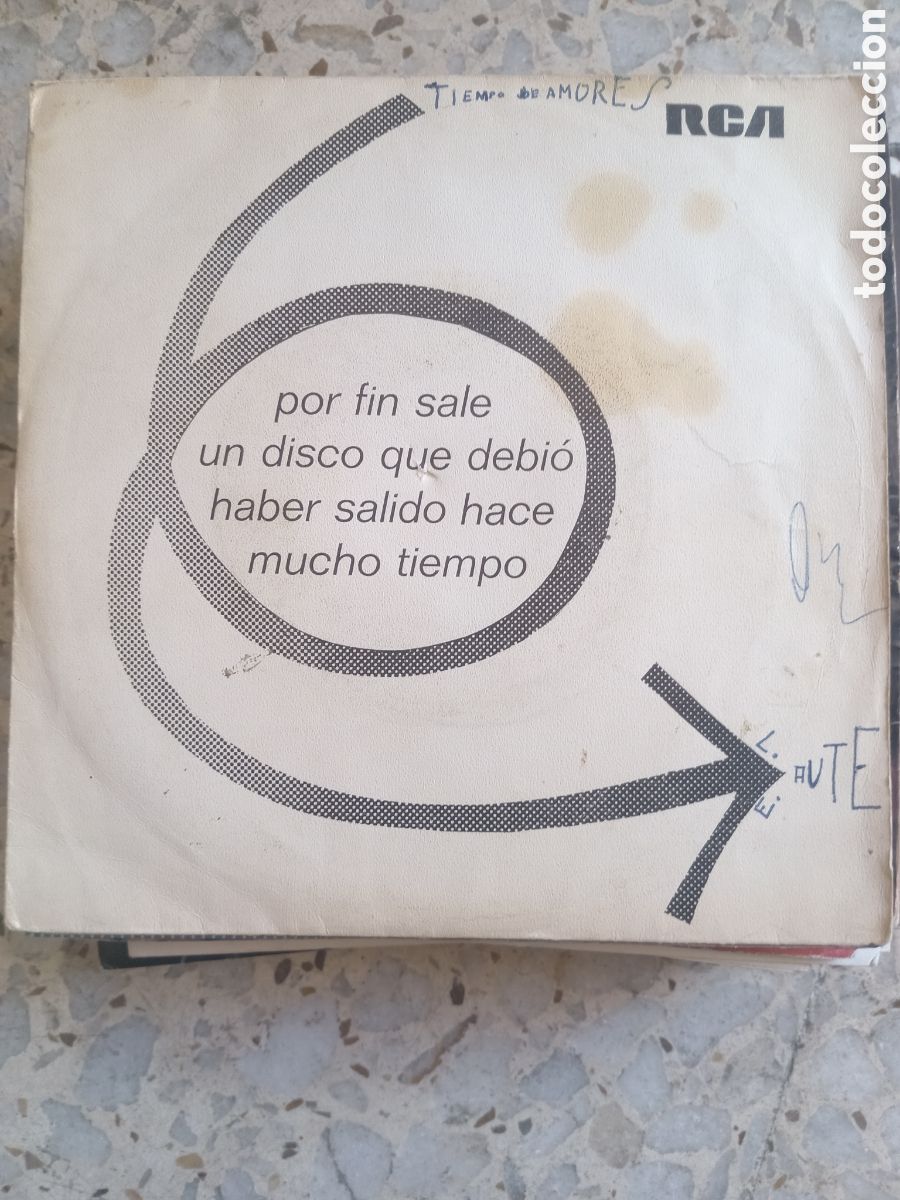 TIEMPO DE AMORES
RCA
por fin sale
un disco que debió
haber salido hace
mucho tiempo
L.
E.
AUTE
todocoleccion